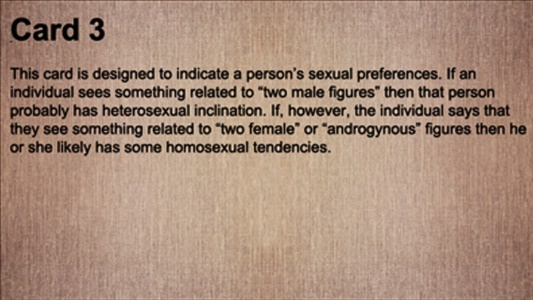 Card 3
This card is designed to indicate a person's sexual preferences. If an
individual sees something related to “two male figures” then that person
probably has heterosexual inclination. If, however, the individual says that
they see something related to “two female” or “androgynous” figures then he
or she likely has some homosexual tendencies.